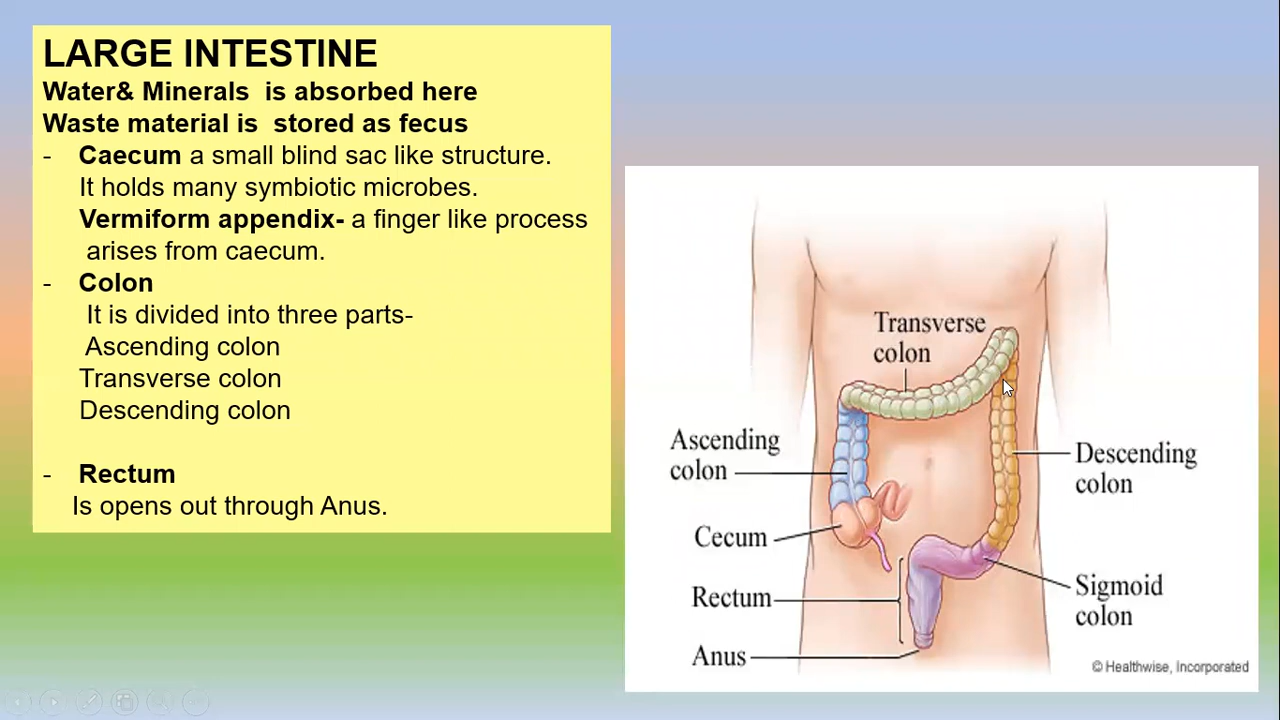 LARGE INTESTINE
Water& Minerals  is absorbed here
Waste material is  stored as fecus
- Caecum a small blind sac like structure.
It holds many symbiotic microbes.
Vermiform appendix- a finger like process
arises from caecum.
- Colon
It is divided into three parts-
Ascending colon
Transverse colon
Descending colon
- Rectum
Is opens out through Anus.
Transverse
colon
Ascending
colon
Descending
colon
Cecum
Rectum
Sigmoid
colon
Anus
© Healthwise, Incorporated